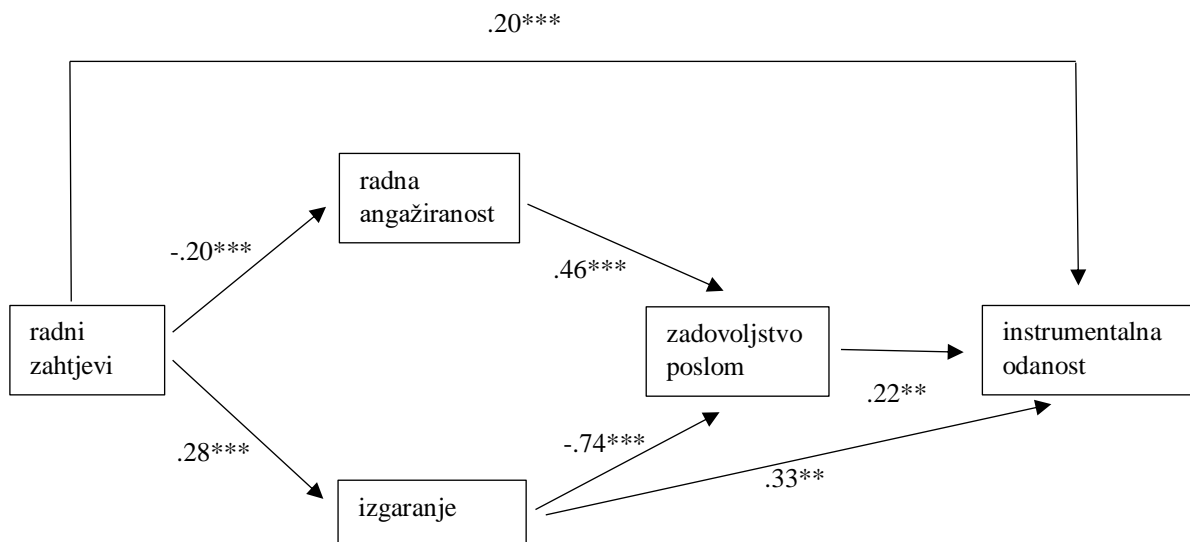 .20***
radna
angažiranost
-.20***
.46***
radni
zahtjevi
zadovoljstvo
poslom
instrumentalna
odanost
.22**
.28***
-.74***
.33**
izgaranje